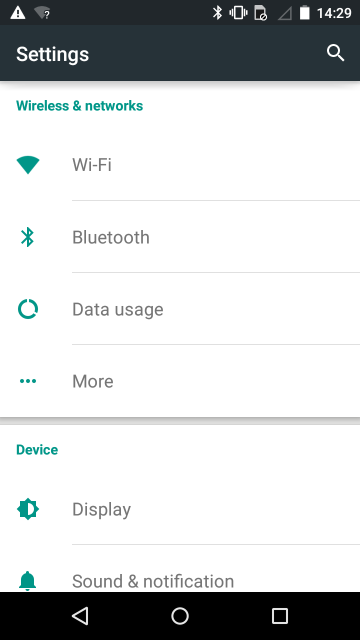 14:29
Settings
Wireless & networks
Wi-Fi
Bluetooth
Data usage
More
Device
Display
Sound & notification